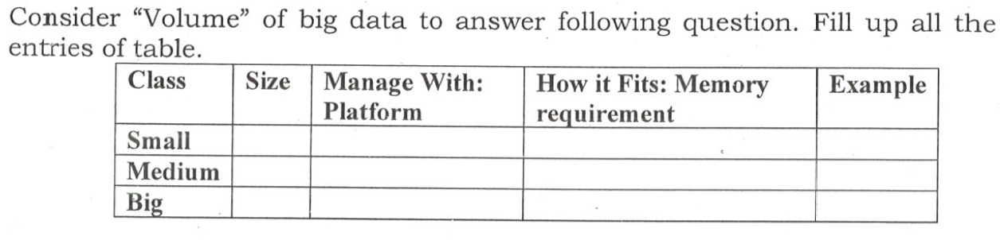 Consider “Volume” of big data to answer following question. Fill up all the
entries of table.
Class Size Manage With: How it Fits: Memory Example
Platform requirement
Small
Medium
Big